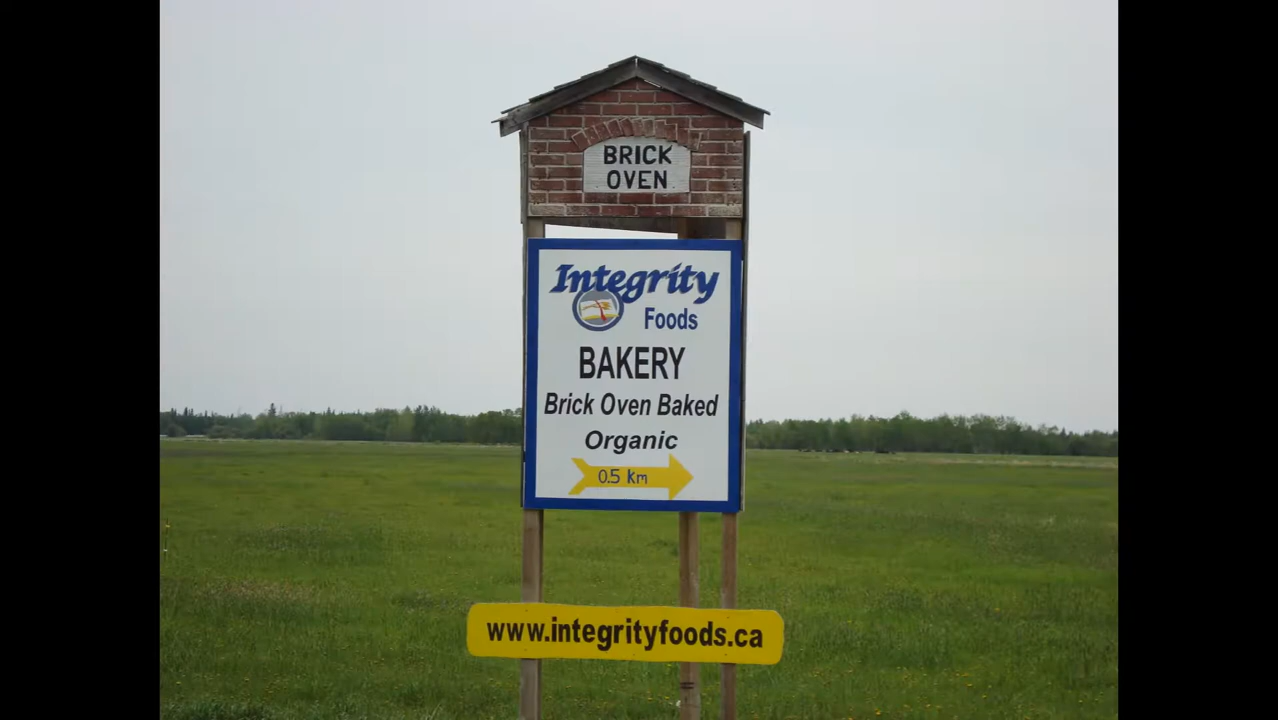 BRICK
OVEN
Integrity
Foods
BAKERY
Brick Oven Baked
Organic
0.5 km
www.integrityfoods.ca